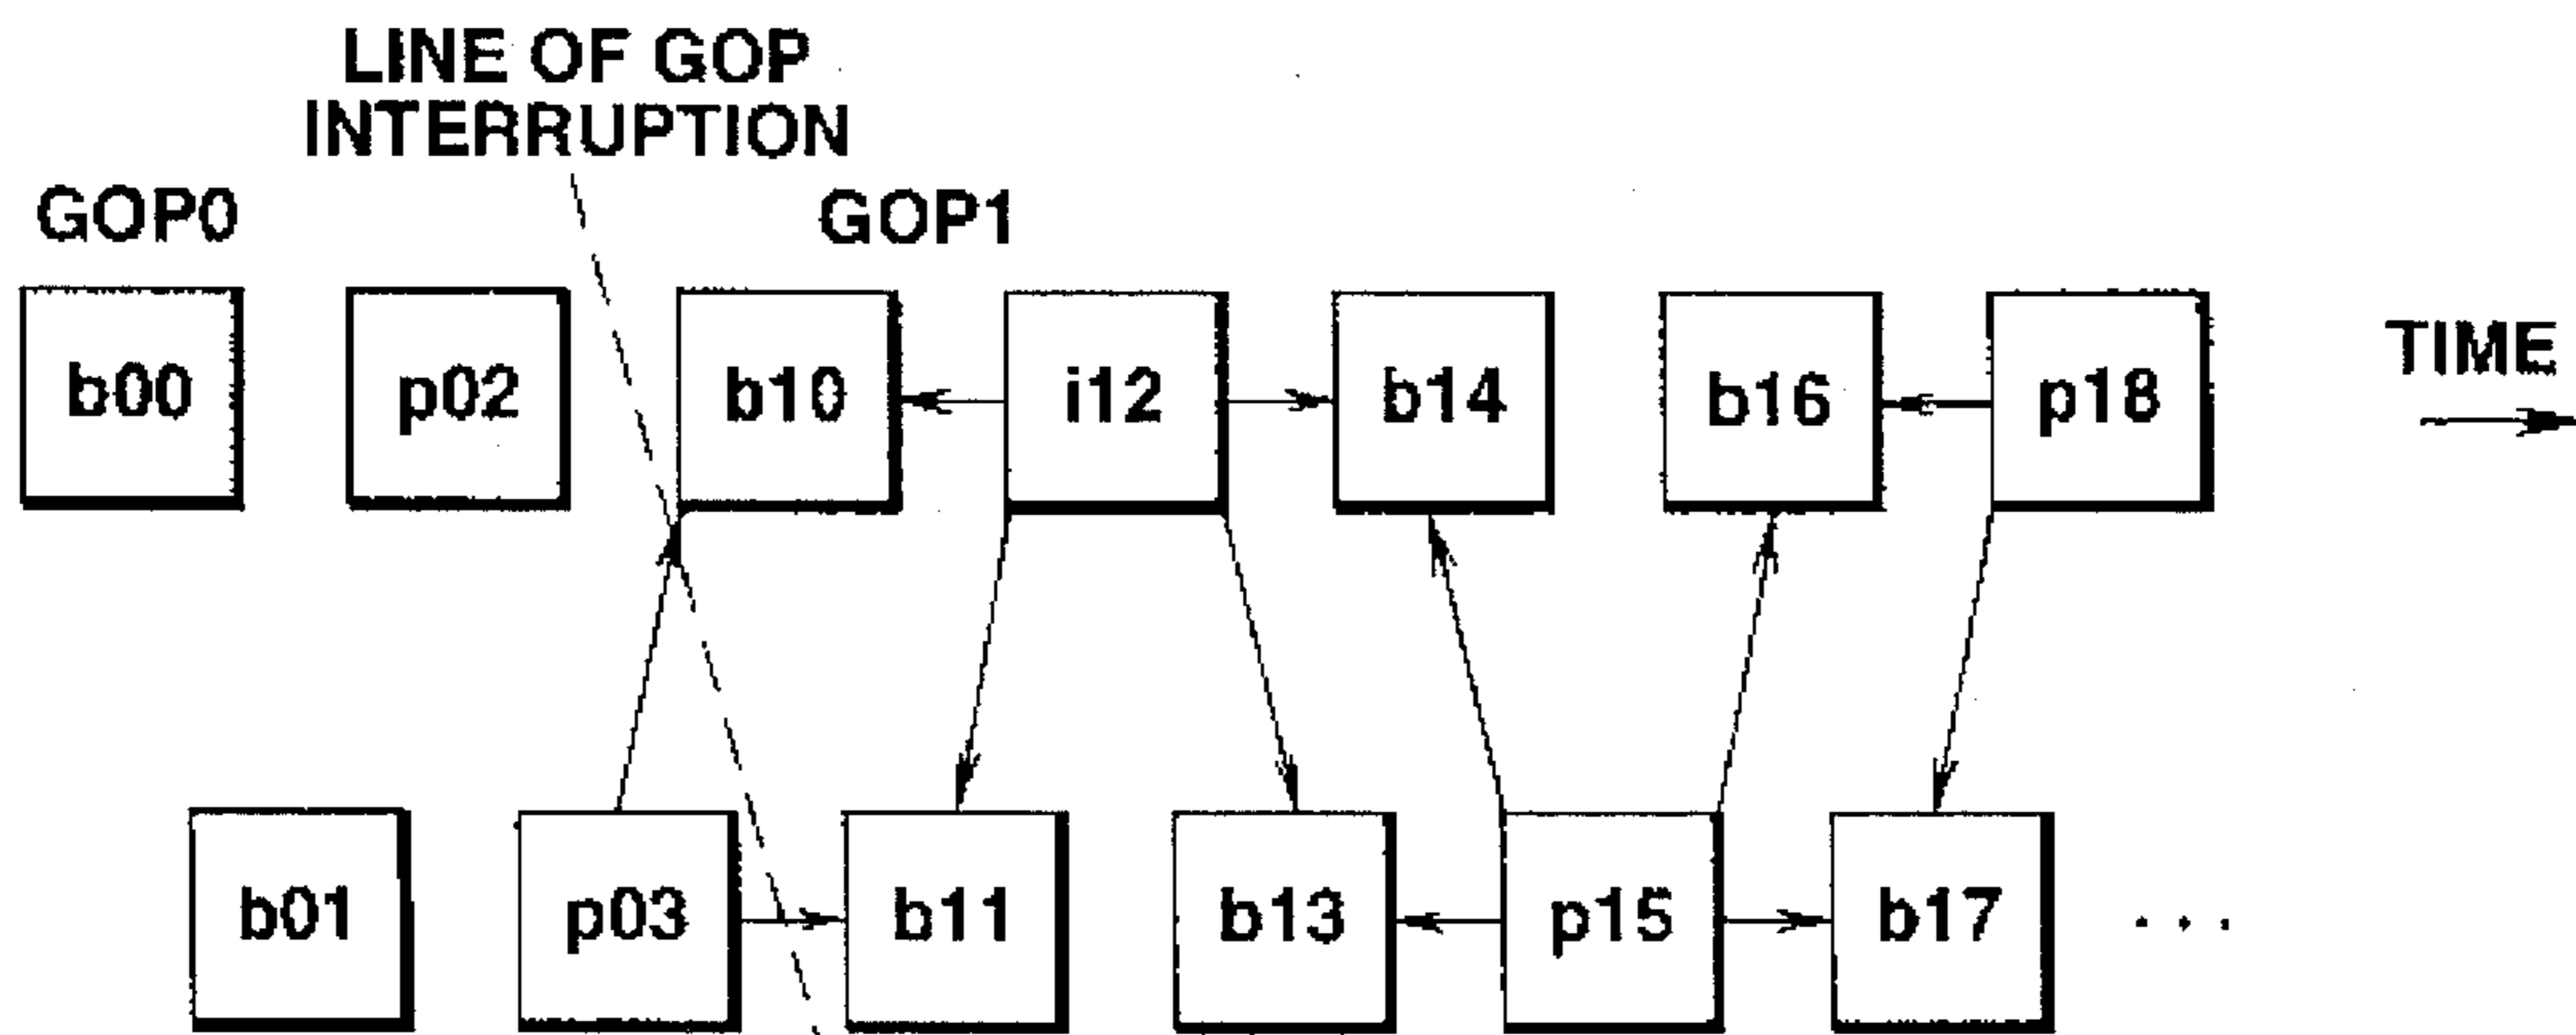 LINE OF GOP
INTERRUPTION
GOP0
GOP1
b00
p02
b10
i12
b14
b16
p18
TIME
b01
p03
b11
b13
p15
b17
...